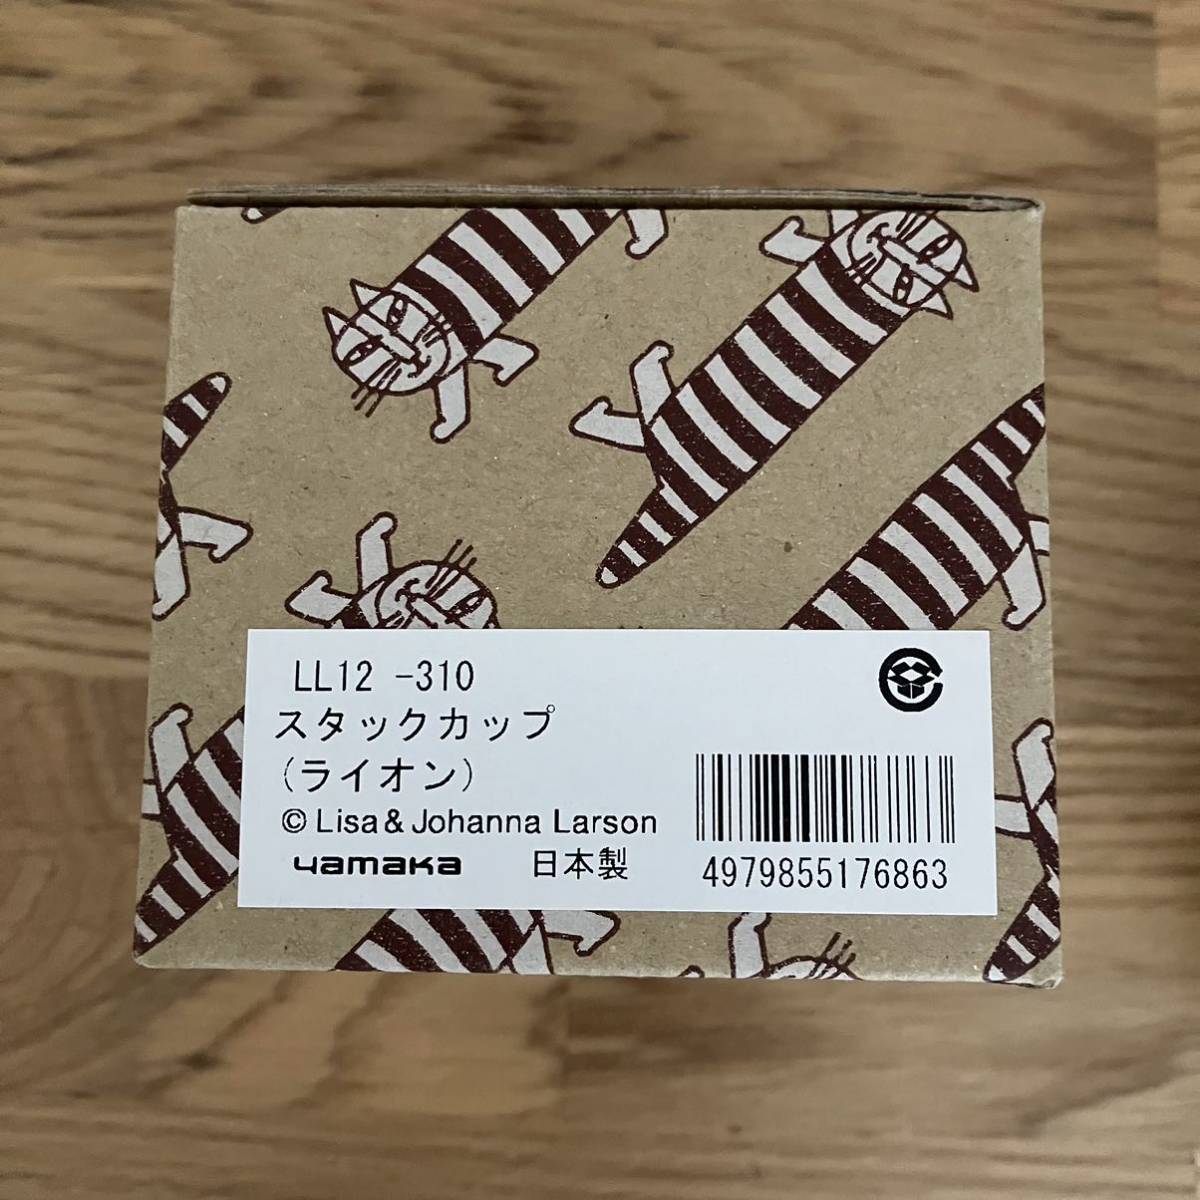 LL12 -310
スタックカップ
(ライオン)
© Lisa & Johanna Larson
yamaka 日本製
4979855176863